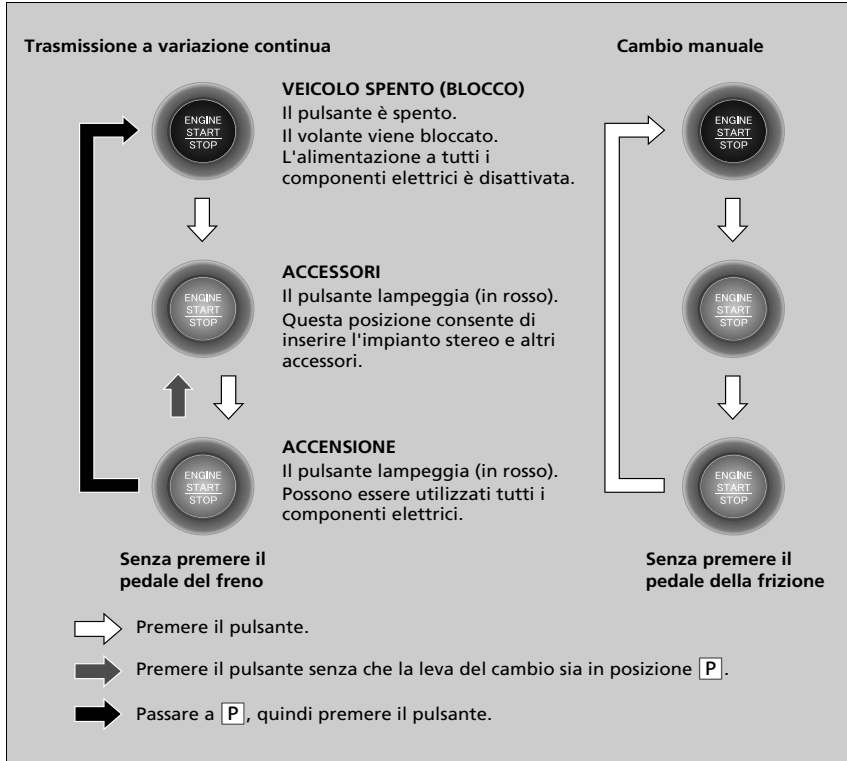 Trasmissione a variazione continua
Cambio manuale
ENGINE
START
STOP
VEICOLO SPENTO (BLOCCO)
Il pulsante è spento.
Il volante viene bloccato.
L'alimentazione a tutti i
componenti elettrici è disattivata.
ENGINE
START
STOP
ENGINE
START
STOP
ACCESSORI
Il pulsante lampeggia (in rosso).
Questa posizione consente di
inserire l'impianto stereo e altri
accessori.
ENGINE
START
STOP
ENGINE
START
STOP
ACCENSIONE
Il pulsante lampeggia (in rosso).
Possono essere utilizzati tutti i
componenti elettrici.
ENGINE
START
STOP
Senza premere il
pedale del freno
Senza premere il
pedale della frizione
Premere il pulsante.
Premere il pulsante senza che la leva del cambio sia in posizione P.
Passare a P, quindi premere il pulsante.